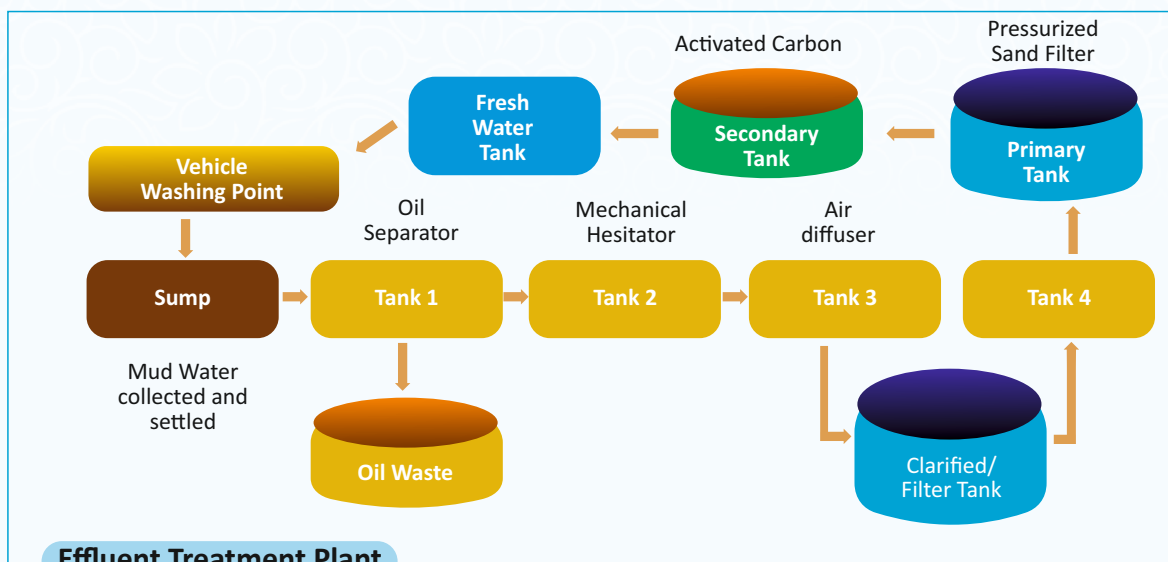 Activated Carbon
Pressurized
Sand Filter
Fresh
Water
Tank
Secondary
Tank
Primary
Tank
Vehicle
Washing Point
Oil
Separator
Mechanical
Hesitator
Air
diffuser
Sump
Tank 1
Tank 2
Tank 3
Tank 4
Mud Water
collected and
settled
Oil Waste
Clarified/
Filter Tank
Effluent Treatment Plant